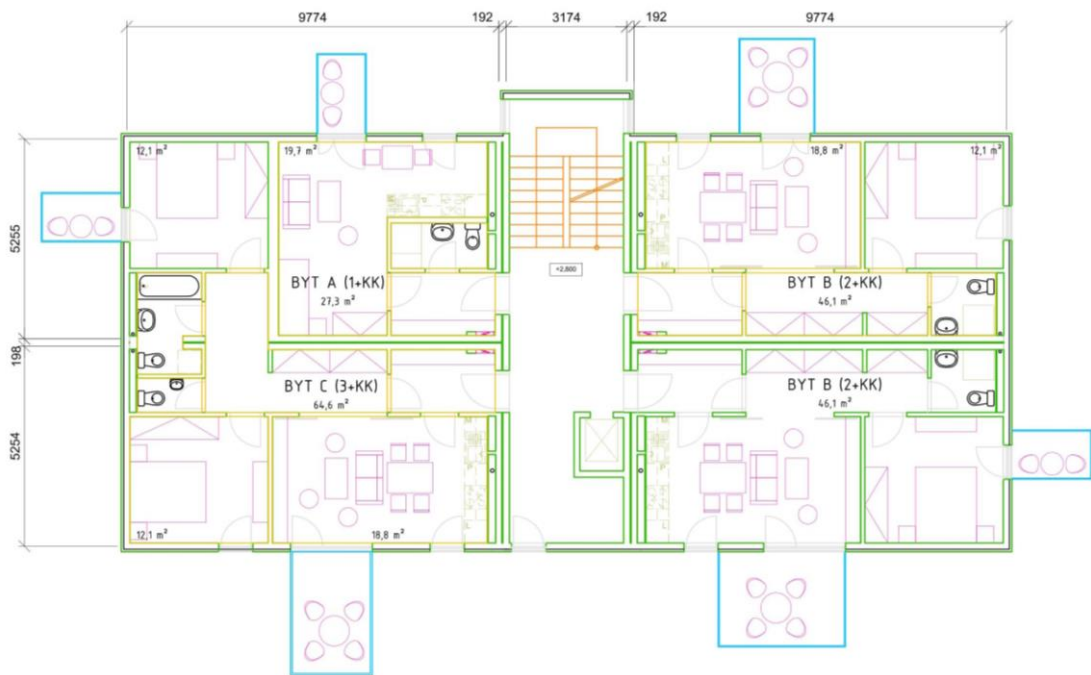 9774 192 3174 192 9774
12,1 m²
19,7 m²
18,8 m²
12,1 m²
5255
+2,800
BYT A (1+KK)
27,3 m²
BYT B (2+KK)
46,1 m²
198
BYT C (3+KK)
64,6 m²
BYT B (2+KK)
46,1 m²
5254
12,1 m²
18,8 m²